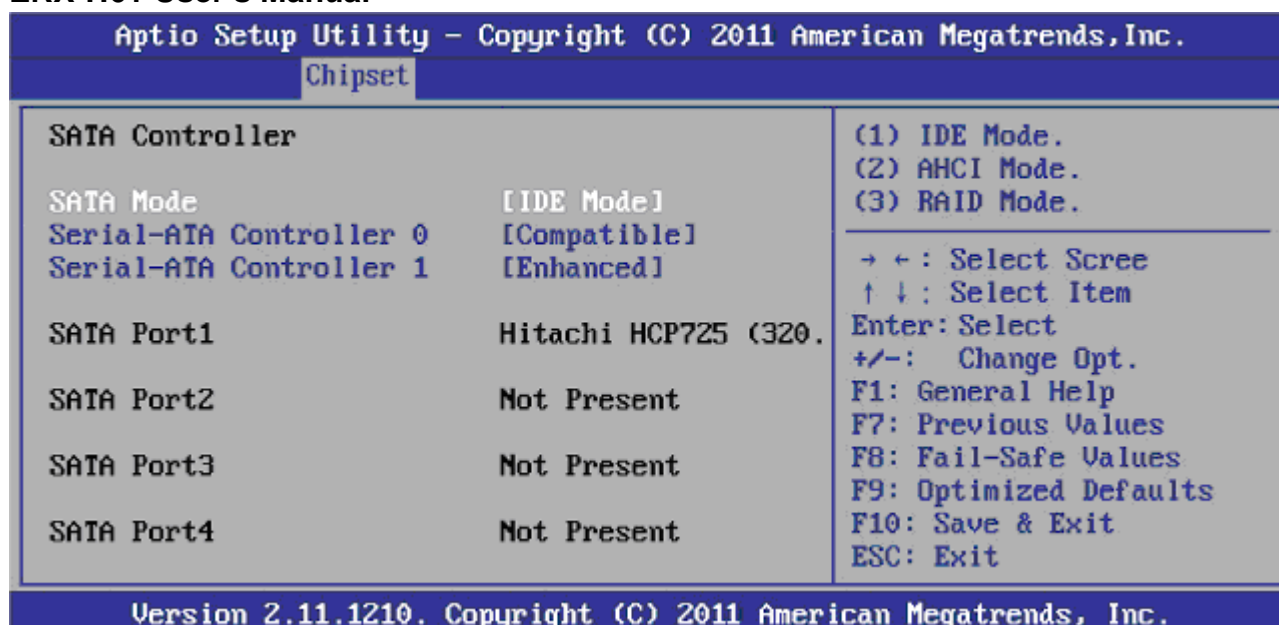 User's Manual
Aptio Setup Utility – Copyright (C) 2011 American Megatrends,Inc.
Chipset
SATA Controller
SATA Mode [IDE Mode]
Serial-ATA Controller 0 [Compatible]
Serial-ATA Controller 1 [Enhanced]
SATA Port1 Hitachi HCP725 (320.
SATA Port2 Not Present
SATA Port3 Not Present
SATA Port4 Not Present
(1) IDE Mode.
(2) AHCI Mode.
(3) RAID Mode.
→ ←: Select Scree
↑ ↓: Select Item
Enter: Select
+/-: Change Opt.
F1: General Help
F7: Previous Values
F8: Fail-Safe Values
F9: Optimized Defaults
F10: Save & Exit
ESC: Exit
Version 2.11.1210. Copyright (C) 2011 American Megatrends, Inc.